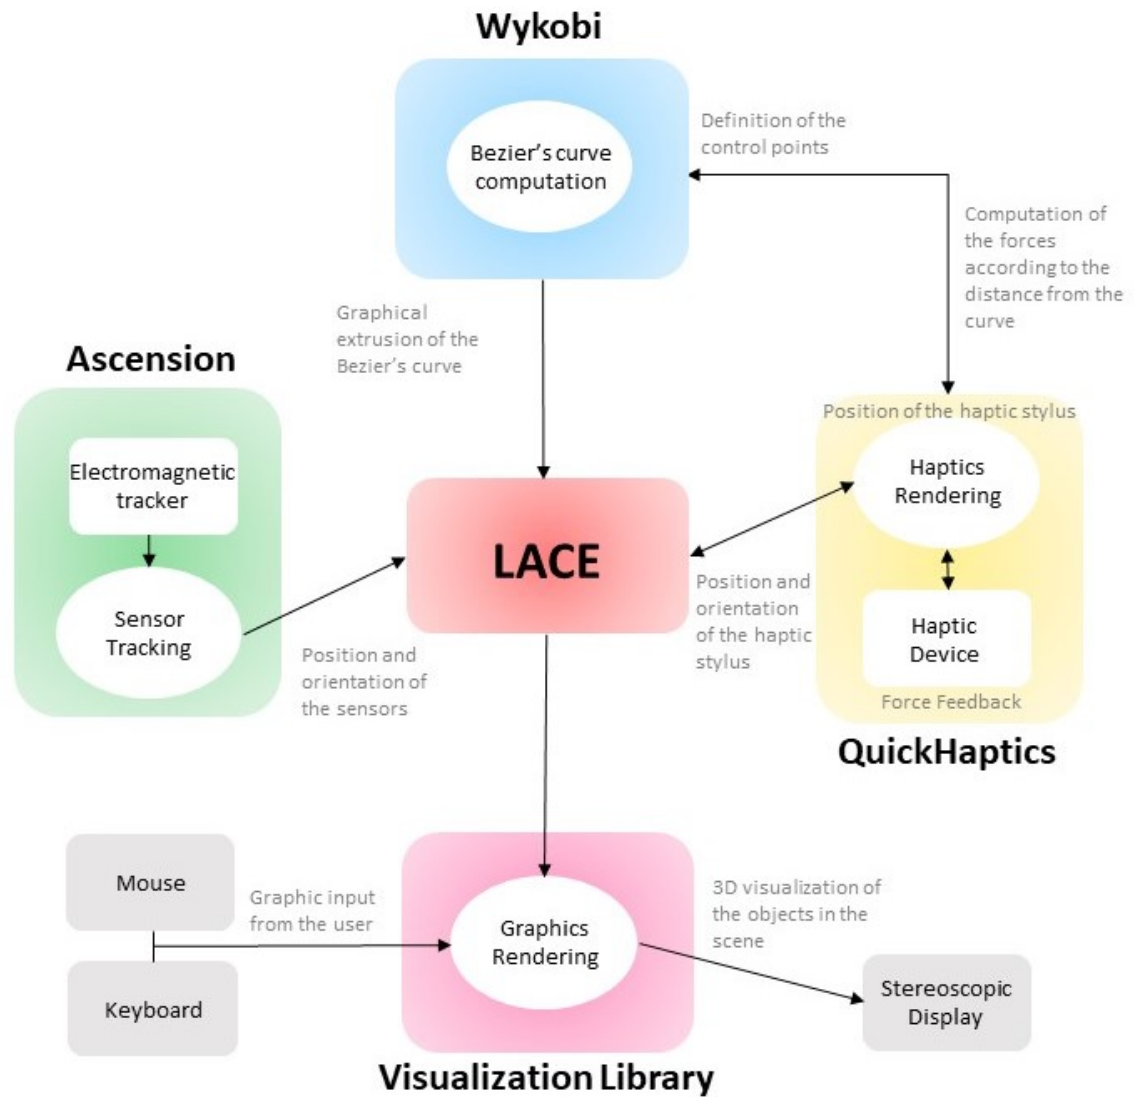 Wykobi
Bezier's curve
computation
Definition of the
control points
Computation of
the forces
according to the
distance from the
curve
Graphical
extrusion of the
Bezier's curve
Ascension
Electromagnetic
tracker
Sensor
Tracking
Position and
orientation of
the sensors
LACE
Position of the haptic stylus
Haptics
Rendering
Position and
orientation
of the haptic
stylus
Haptic
Device
Force Feedback
QuickHaptics
Mouse
Keyboard
Graphic input
from the user
Graphics
Rendering
3D visualization of
the objects in the
scene
Stereoscopic
Display
Visualization Library